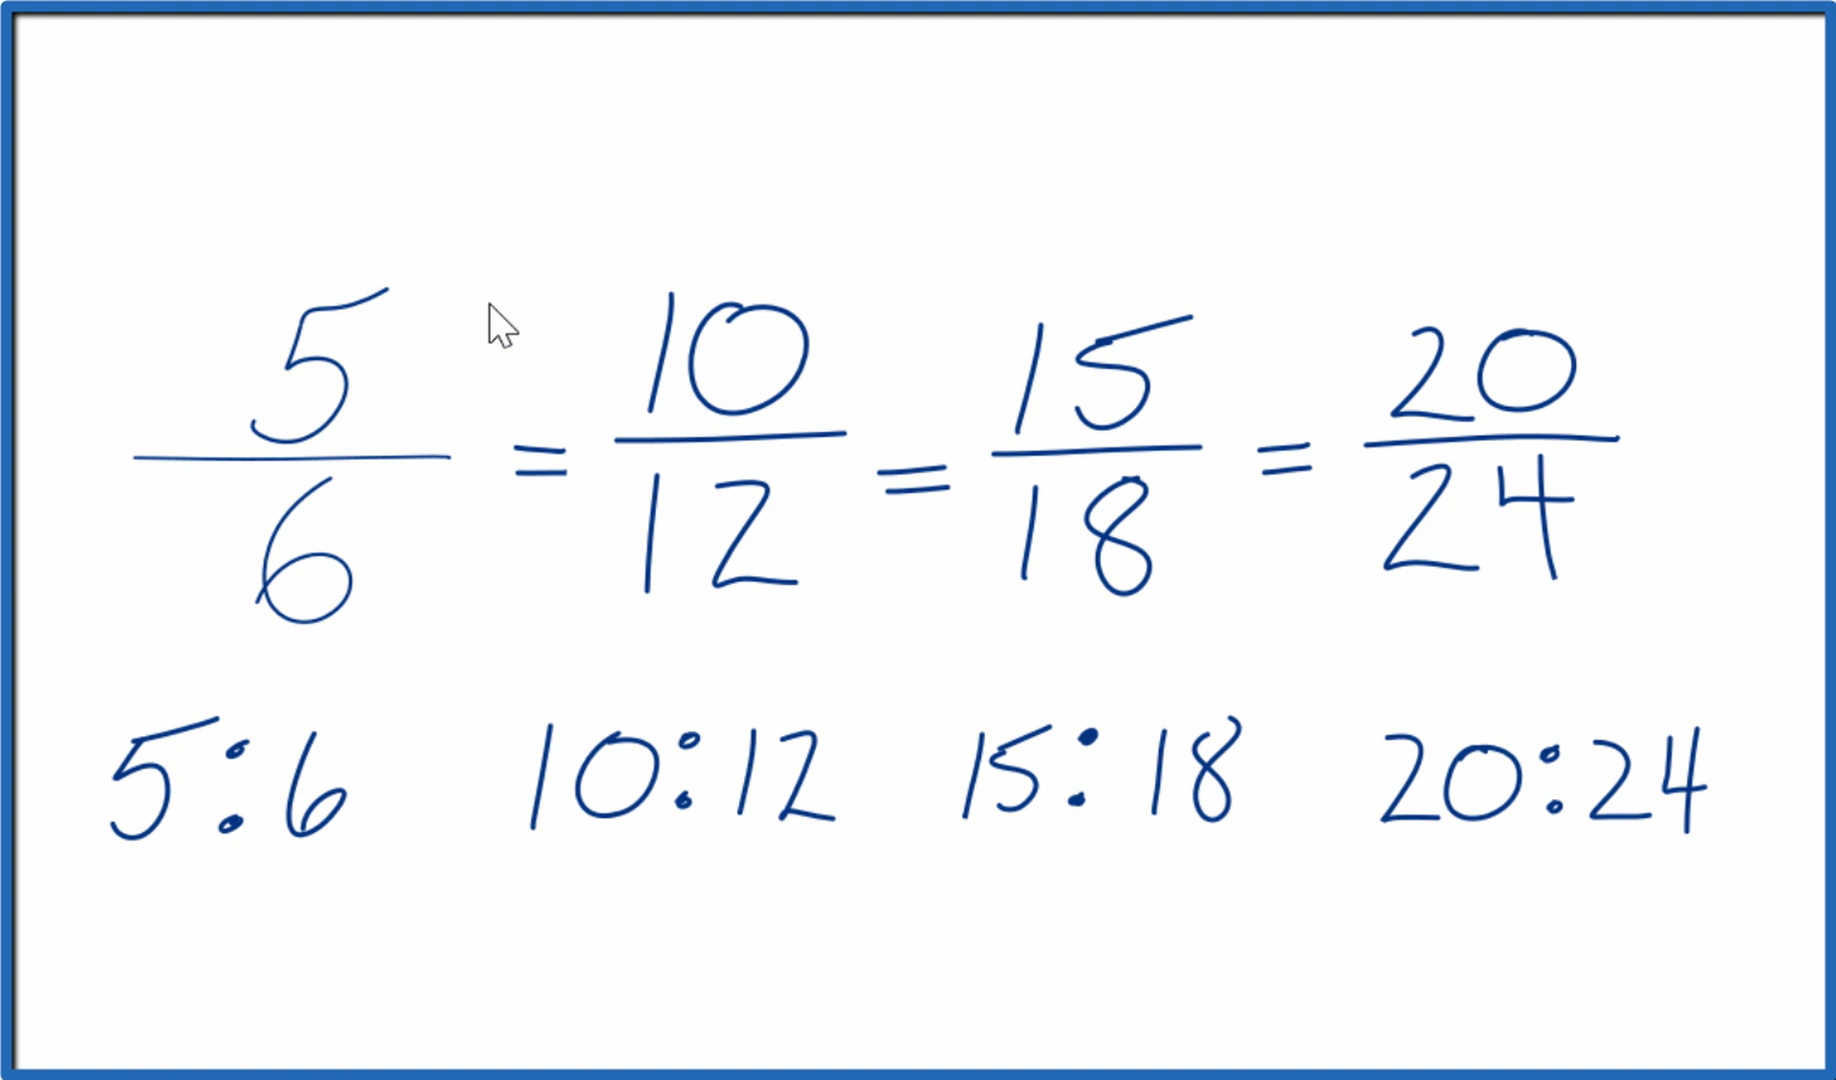 5/6 = 10/12 = 15/18 = 20/24
5:6 10:12 15:18 20:24